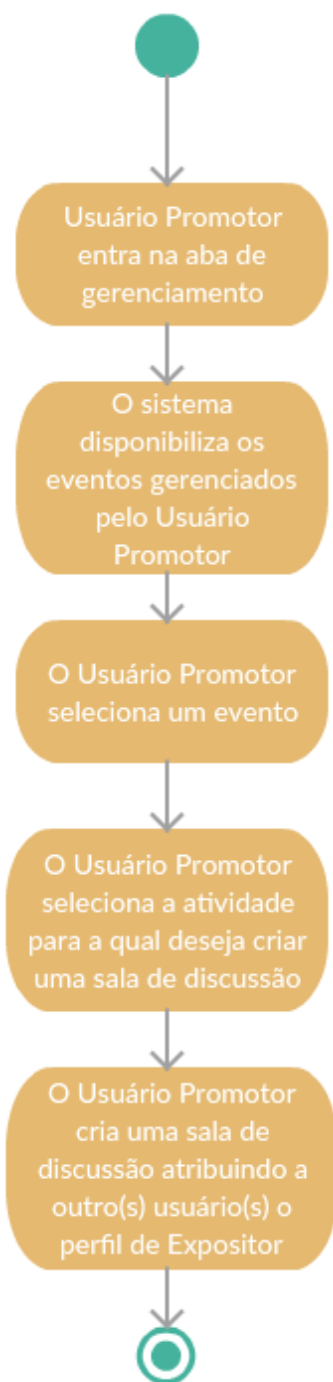 Usuário Promotor
entra na aba de
gerenciamento
O sistema
disponibiliza os
eventos gerenciados
pelo Usuário
Promotor
O Usuário Promotor
seleciona um evento
O Usuário Promotor
seleciona a atividade
para a qual deseja criar
uma sala de discussão
O Usuário Promotor
cria uma sala de
discussão atribuindo a
outro(s) usuário(s) o
perfil de Expositor